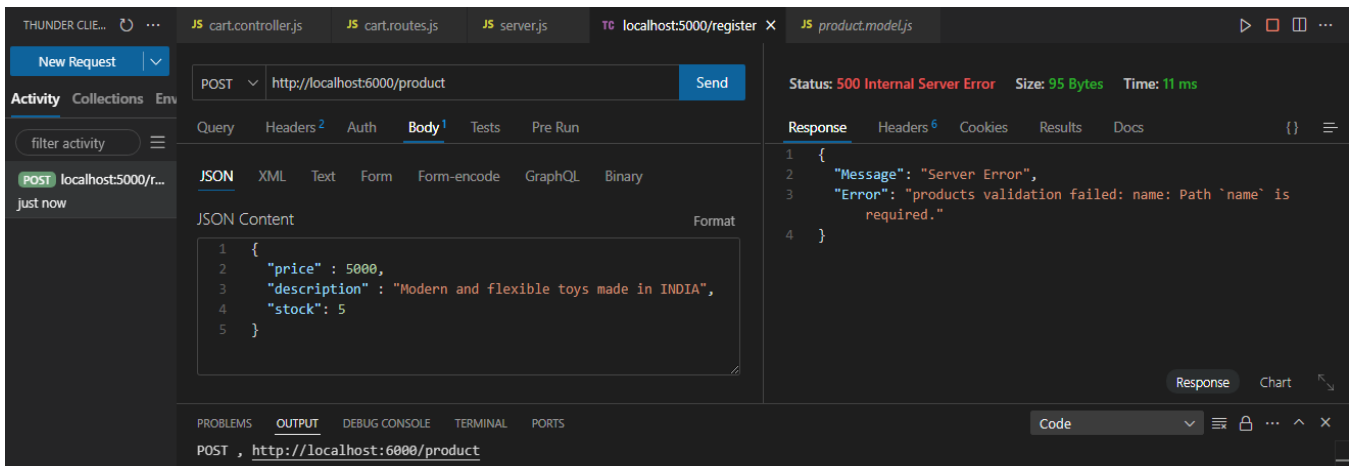 THUNDER CLIE... ···
JS cart.controller.js
JS cart.routes.js
JS server.js
TC localhost:5000/register
JS product.model.js
···
New Request
Activity Collections Env
filter activity
POST localhost:5000/r...
just now
POST http://localhost:6000/product Send
Query Headers 2 Auth Body 1 Tests Pre Run
JSON XML Text Form Form-encode GraphQL Binary
JSON Content Format
1 {
2 "price" : 5000,
3 "description" : "Modern and flexible toys made in INDIA",
4 "stock": 5
5 }
Status: 500 Internal Server Error Size: 95 Bytes Time: 11 ms
Response Headers 6 Cookies Results Docs {}
1 {
2 "Message": "Server Error",
3 "Error": "products validation failed: name: Path `name` is
required."
4 }
Response Chart
PROBLEMS OUTPUT DEBUG CONSOLE TERMINAL PORTS Code ···
POST , http://localhost:6000/product